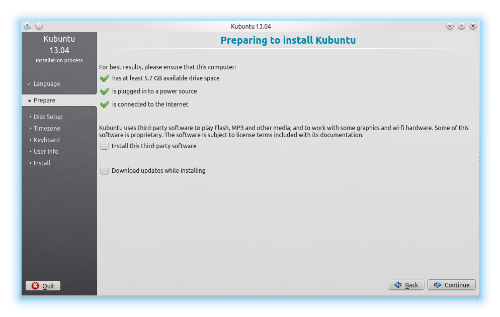 Kubuntu 13.04
Kubuntu
13.04
Installation process
Preparing to install Kubuntu
For best results, please ensure that this computer:
has at least 5.7 GB available drive space
is plugged in to a power source
is connected to the Internet
Language
Prepare
Disk Setup
Timezone
Keyboard
User Info
Install
Kubuntu uses third-party software to play Flash, MP3 and other media, and to work with some graphics and wi-fi hardware. Some of this
software is proprietary. The software is subject to license terms included with its documentation.
Install this third-party software
Download updates while installing
Quit
Back
Continue